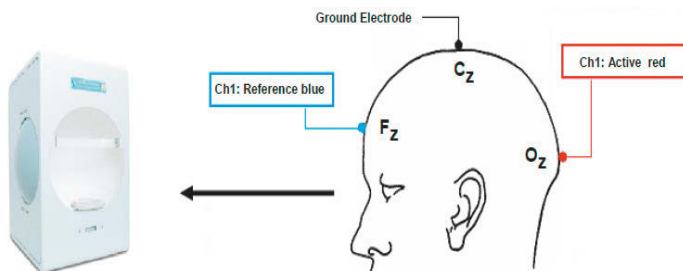 Ground Electrode
Ch1: Reference blue
Cz
Ch1: Active red
Fz
Oz